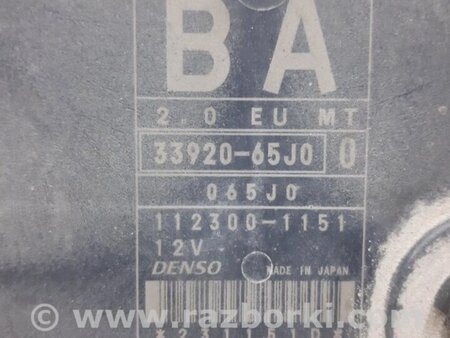 BA
2.0 EU MT
33920-65J0 0
065J0
112300-1151
12V
DENSO MADE IN JAPAN
www.razborki.com